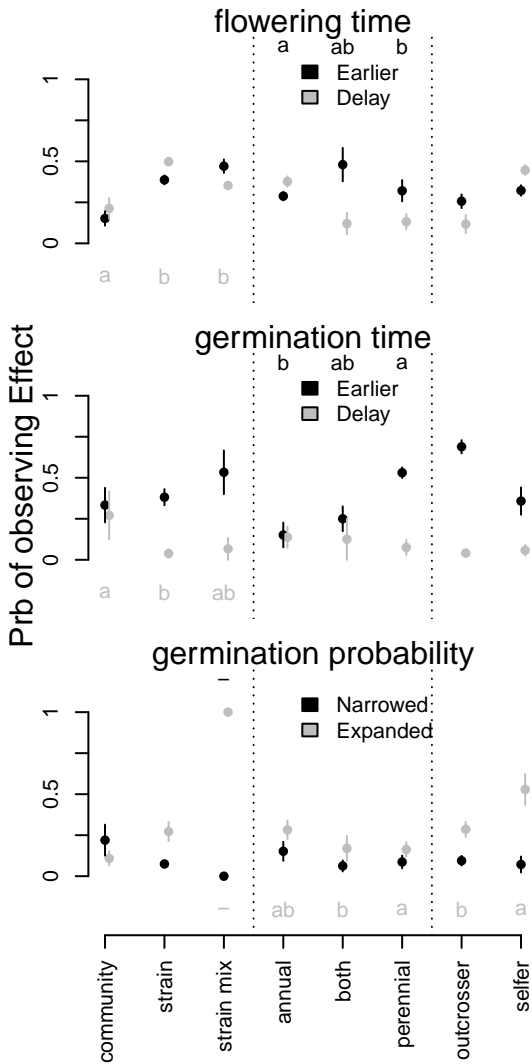 flowering time
a ab b
Earlier
Delay
1
0.5
0
a b b
germination time
b ab a
Earlier
Delay
1
0.5
0
a b ab
Prb of observing Effect
germination probability
–
Narrowed
Expanded
1
0.5
0
– ab b a b a
community
strain
strain mix
annual
both
perennial
outcrosser
selfer